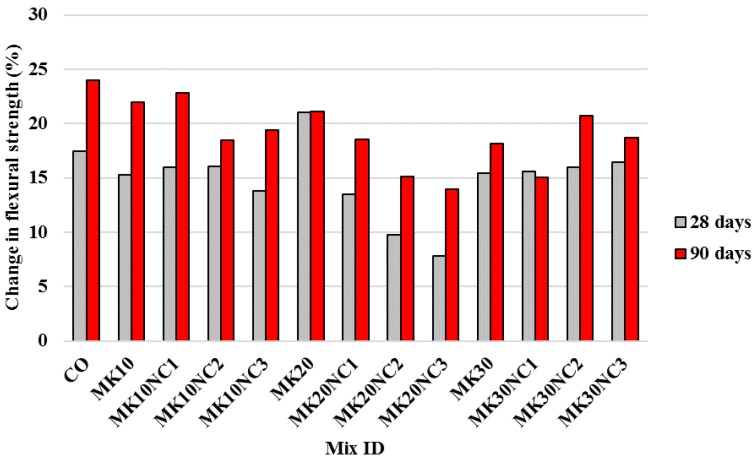 Change in flexural strength (%)
30
25
20
15
10
5
0
CO
MK10
MK10NC1
MK10NC2
MK10NC3
MK20
MK20NC1
MK20NC2
MK20NC3
MK30
MK30NC1
MK30NC2
MK30NC3
Mix ID
28 days
90 days